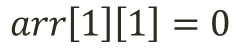 arr[1][1] = 0